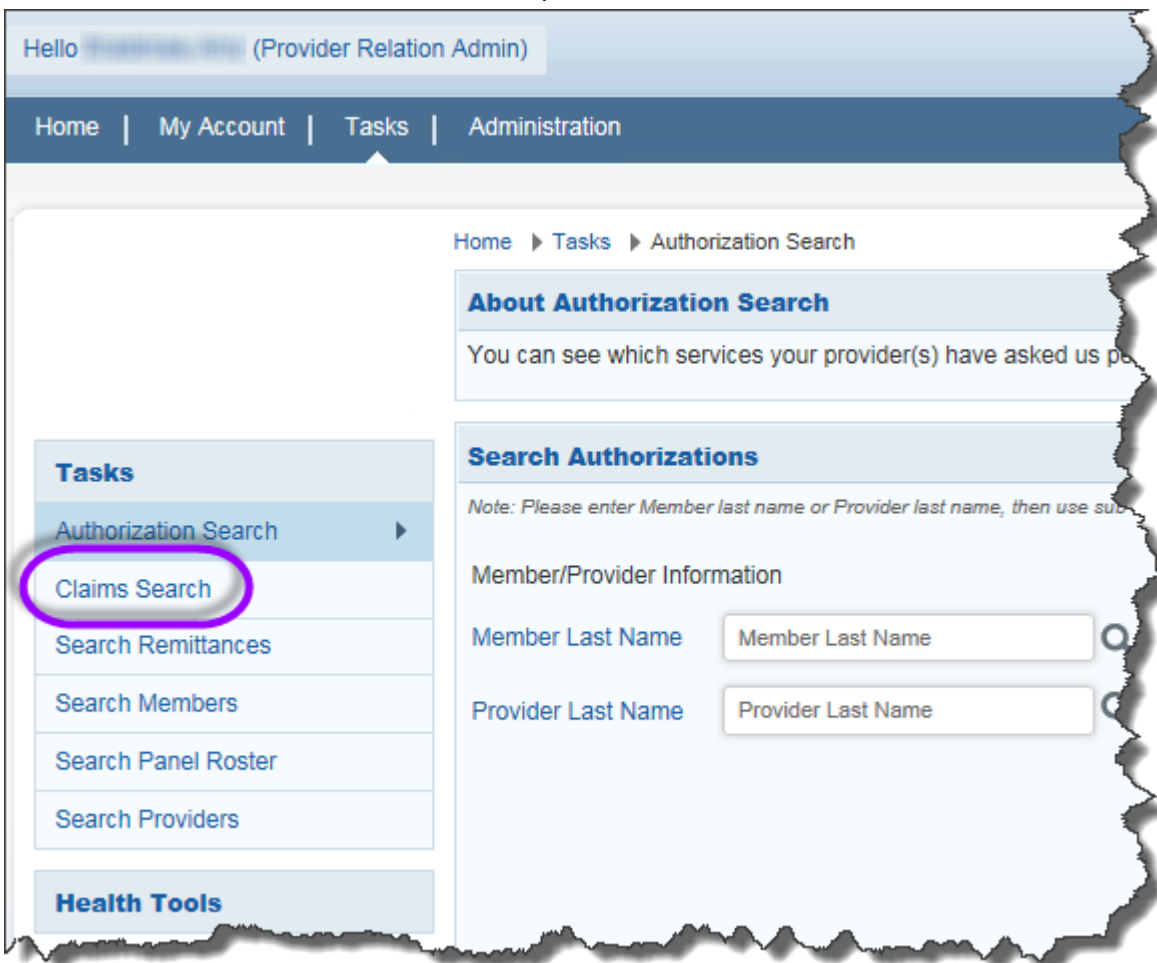 Hello (Provider Relation Admin)
Home | My Account | Tasks | Administration
Home Tasks Authorization Search
About Authorization Search
You can see which services your provider(s) have asked us
Tasks
Authorization Search
Claims Search
Search Remittances
Search Members
Search Panel Roster
Search Providers
Health Tools
Search Authorizations
Note: Please enter Member last name or Provider last name, then use
Member/Provider Information
Member Last Name Member Last Name
Provider Last Name Provider Last Name